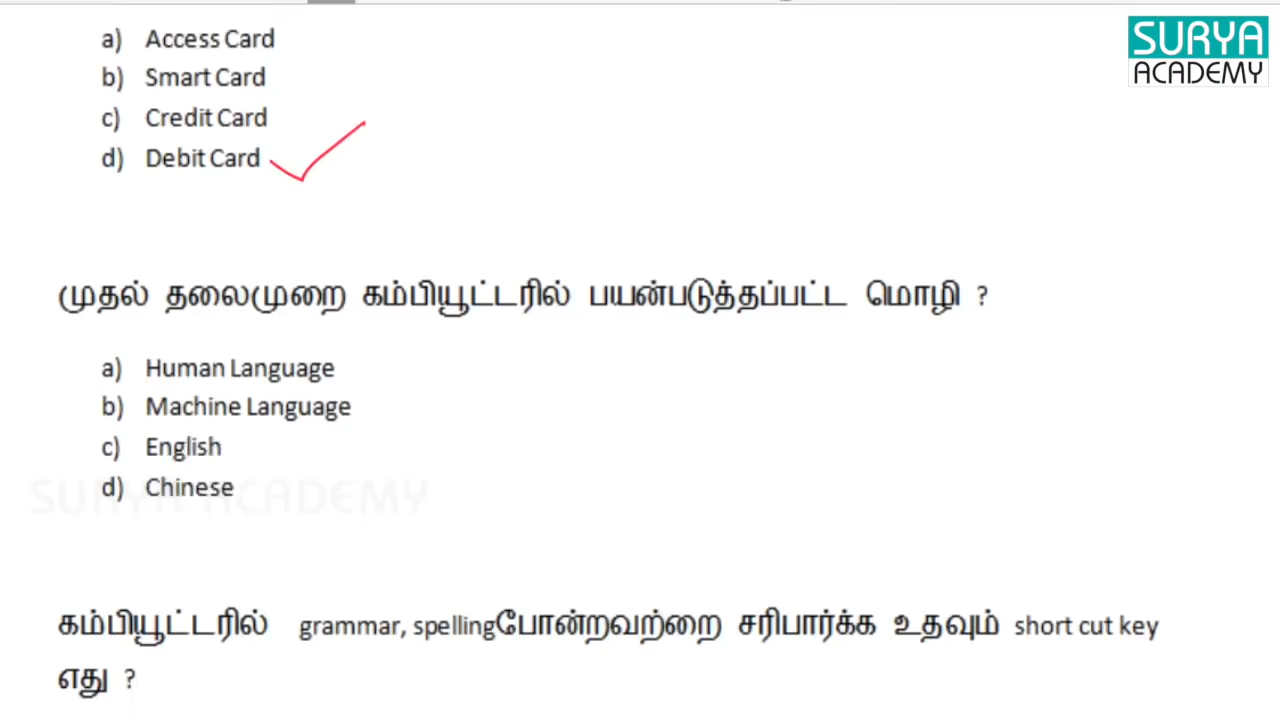 SURYA
ACADEMY
a) Access Card
b) Smart Card
c) Credit Card
d) Debit Card
முதல் தலைமுறை கம்பியூட்டரில் பயன்படுத்தப்பட்ட மொழி ?
a) Human Language
b) Machine Language
c) English
d) Chinese
SURYA ACADEMY
கம்பியூட்டரில் grammar, spellingபோன்றவற்றை சரிபார்க்க உதவும் short cut key
எது ?